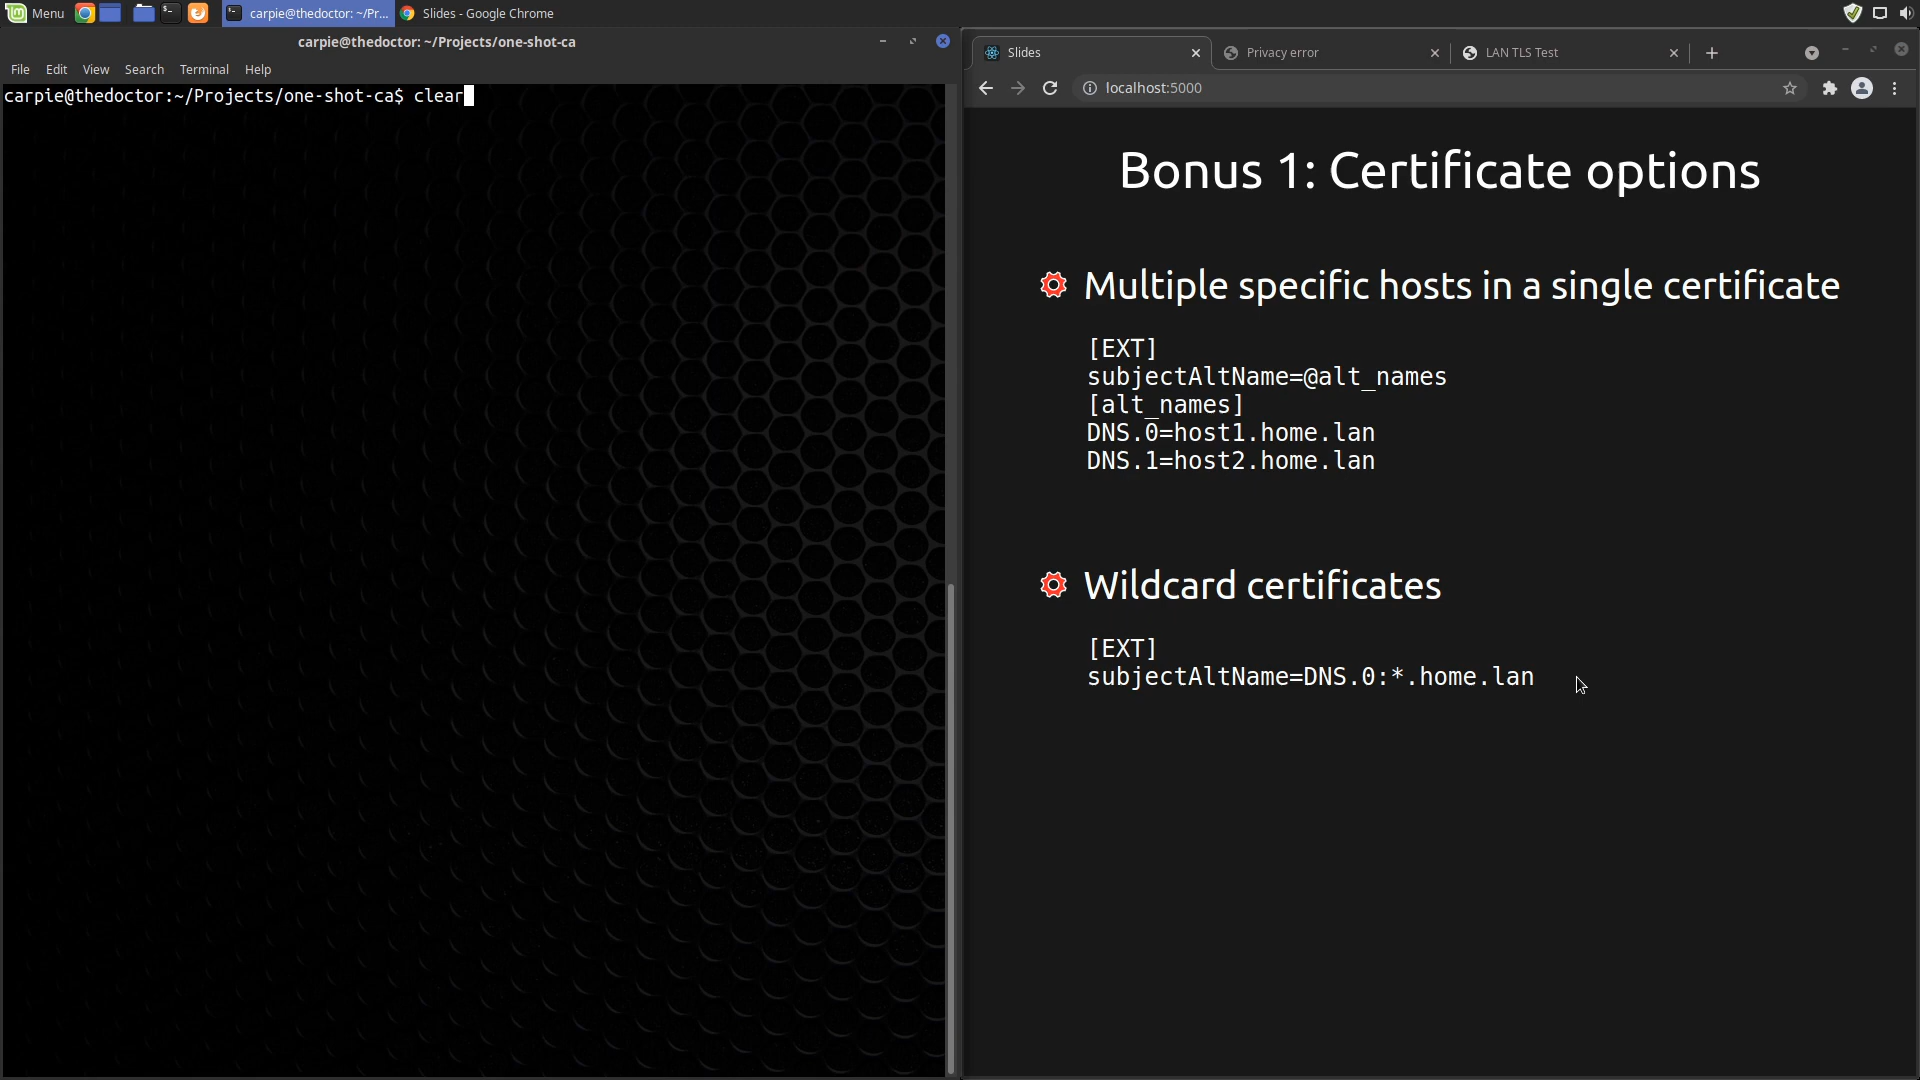 Menu
carpie@thedoctor: ~/Pr...
Slides - Google Chrome
carpie@thedoctor: ~/Projects/one-shot-ca
File Edit View Search Terminal Help
carpie@thedoctor:~/Projects/one-shot-ca$ clear
Slides
Privacy error
LAN TLS Test
localhost:5000
Bonus 1: Certificate options
Multiple specific hosts in a single certificate
[EXT]
subjectAltName=@alt_names
[alt_names]
DNS.0=host1.home.lan
DNS.1=host2.home.lan
Wildcard certificates
[EXT]
subjectAltName=DNS.0:*.home.lan